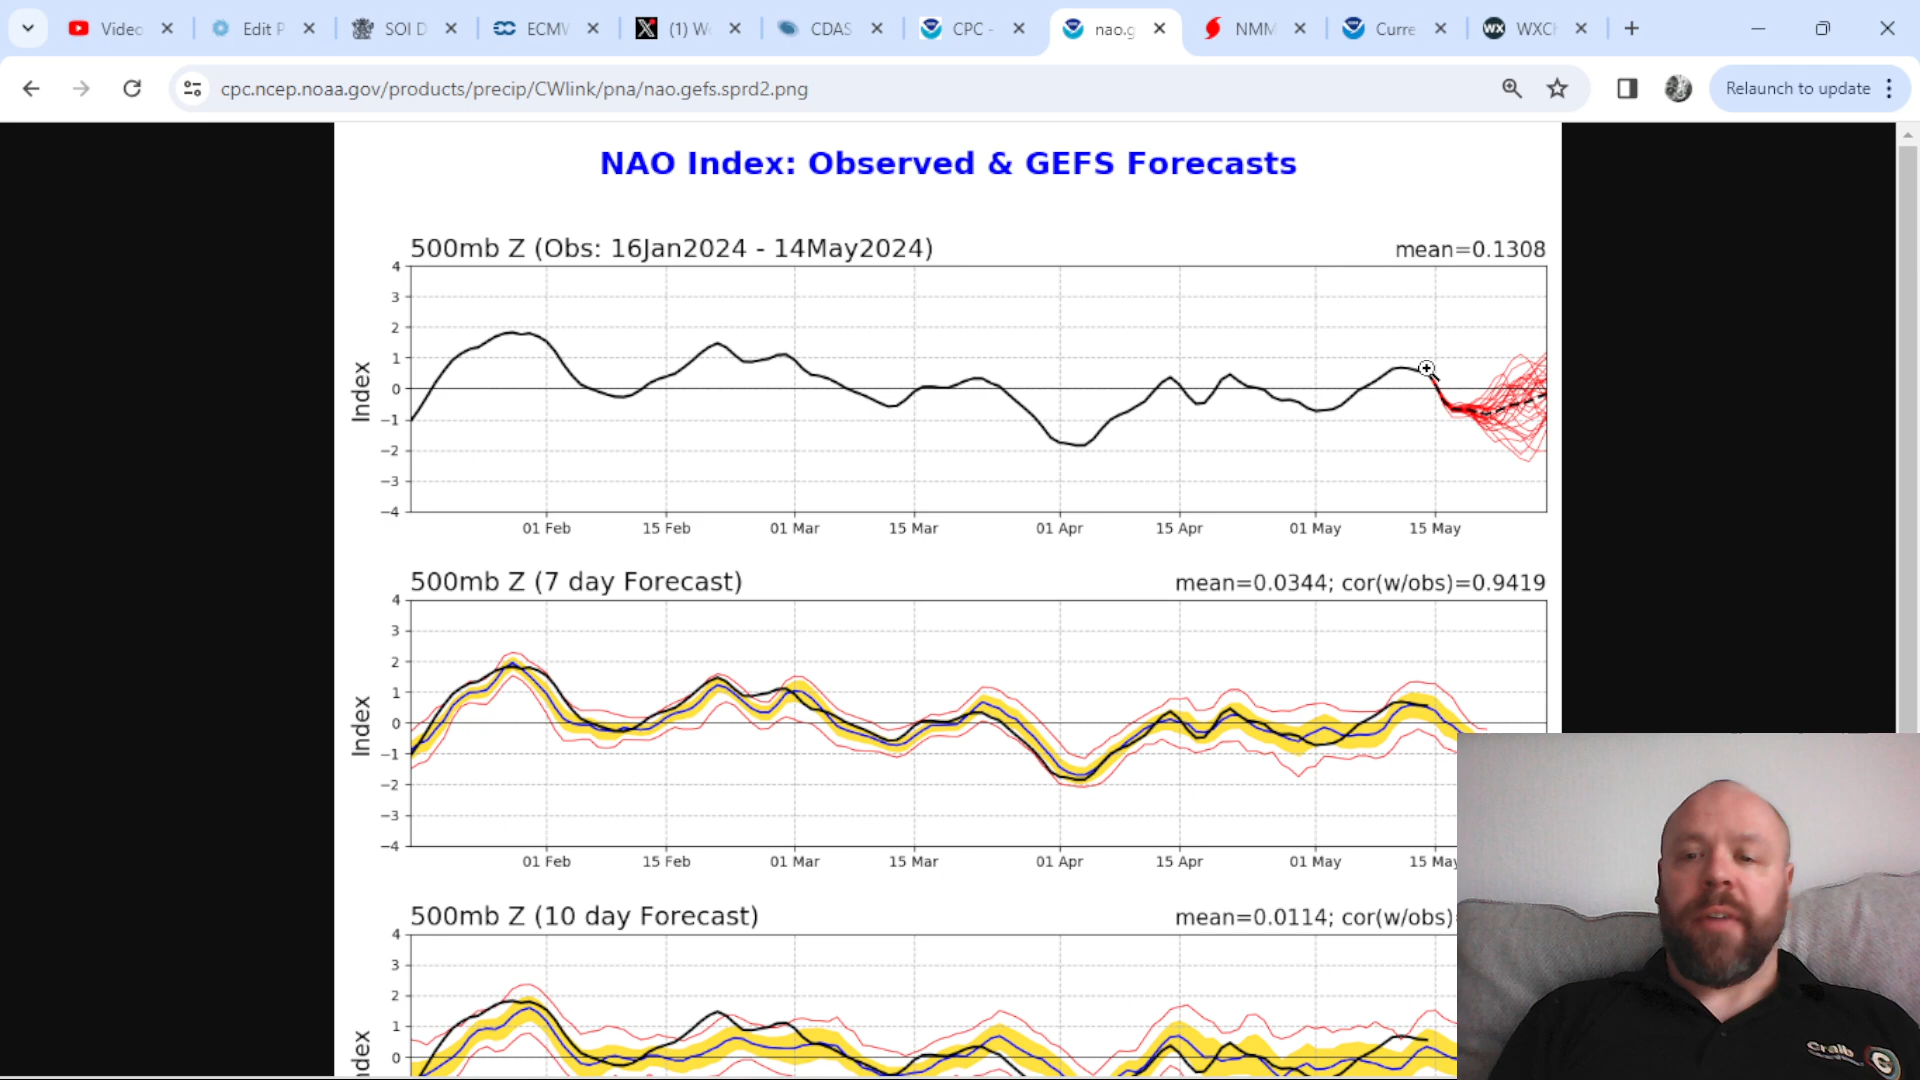 Videc
Edit P
SOI D
ECMW
(1) W
CDAS
CPC -
nao.g
NMM
Curre
WXCH
cpc.ncep.noaa.gov/products/precip/CWlink/pna/nao.gefs.sprd2.png
Relaunch to update
NAO Index: Observed & GEFS Forecasts
500mb Z (Obs: 16Jan2024 - 14May2024)
mean=0.1308
4
3
2
1
0
−1
−2
−3
−4
Index
01 Feb
15 Feb
01 Mar
15 Mar
01 Apr
15 Apr
01 May
15 May
500mb Z (7 day Forecast)
mean=0.0344; cor(w/obs)=0.9419
4
3
2
1
0
−1
−2
−3
−4
Index
01 Feb
15 Feb
01 Mar
15 Mar
01 Apr
15 Apr
01 May
15 May
500mb Z (10 day Forecast)
mean=0.0114; cor(w/obs)
4
3
2
1
0
ndex
Craib